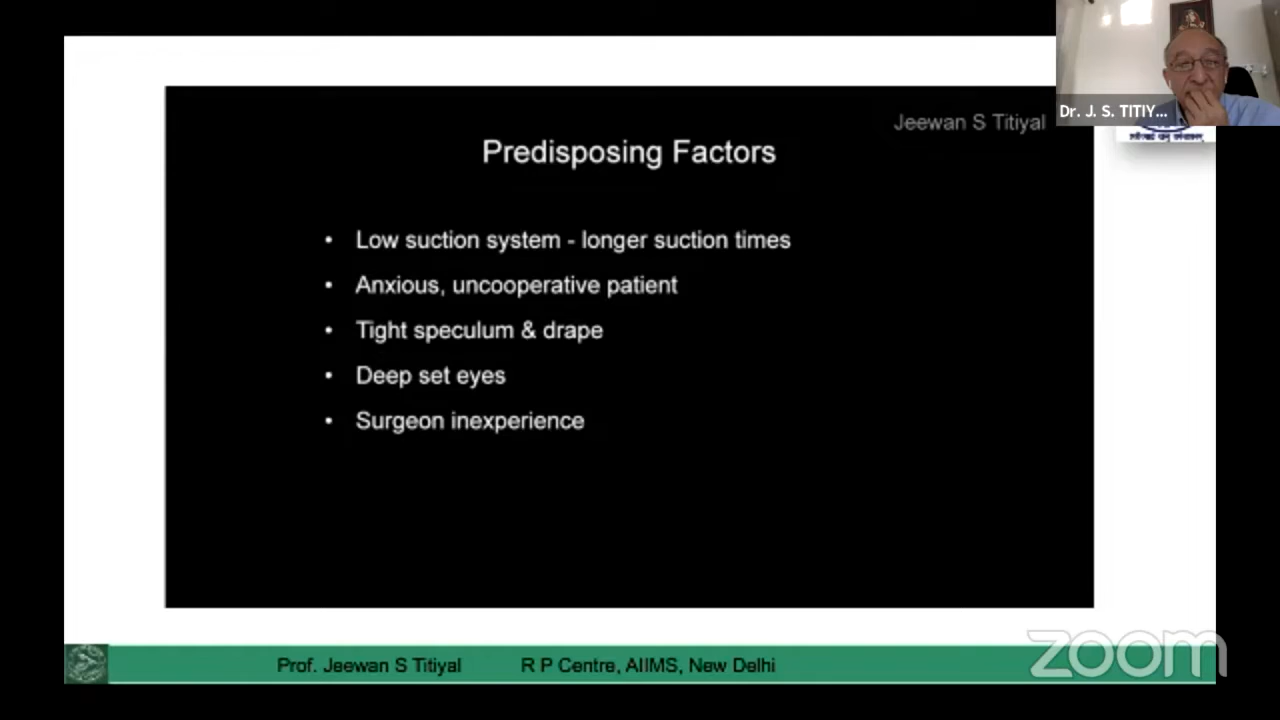 Dr. J. S. TITIY...
Jeewan S Titiyal
Predisposing Factors
• Low suction system - longer suction times
• Anxious, uncooperative patient
• Tight speculum & drape
• Deep set eyes
• Surgeon inexperience
Prof. Jeewan S Titiyal R P Centre, AIIMS, New Delhi
zoom